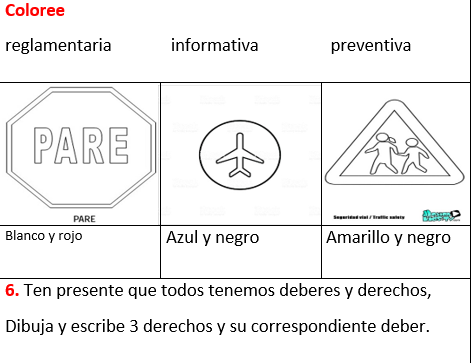 Coloree
reglamentaria informativa preventiva
PARE
PARE
Seguridad vial / Traffic safety
Blanco y rojo Azul y negro Amarillo y negro
6. Ten presente que todos tenemos deberes y derechos,
Dibuja y escribe 3 derechos y su correspondiente deber.